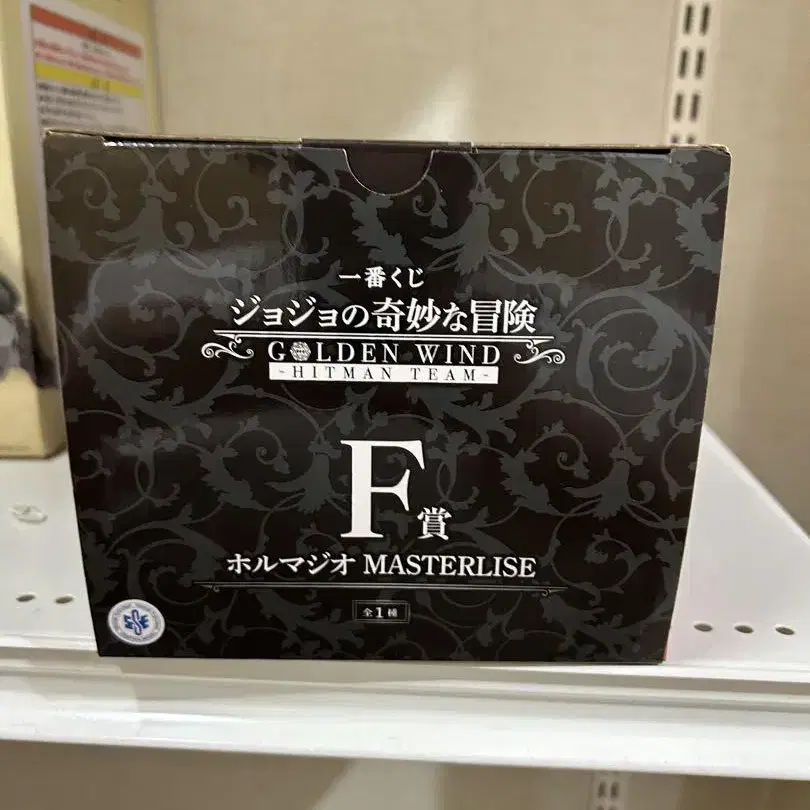 一番くじ
ジョジョの奇妙な冒険
GOLDEN WIND
-HITMAN TEAM-
F賞
ホルマジオ MASTERLISE
全1種